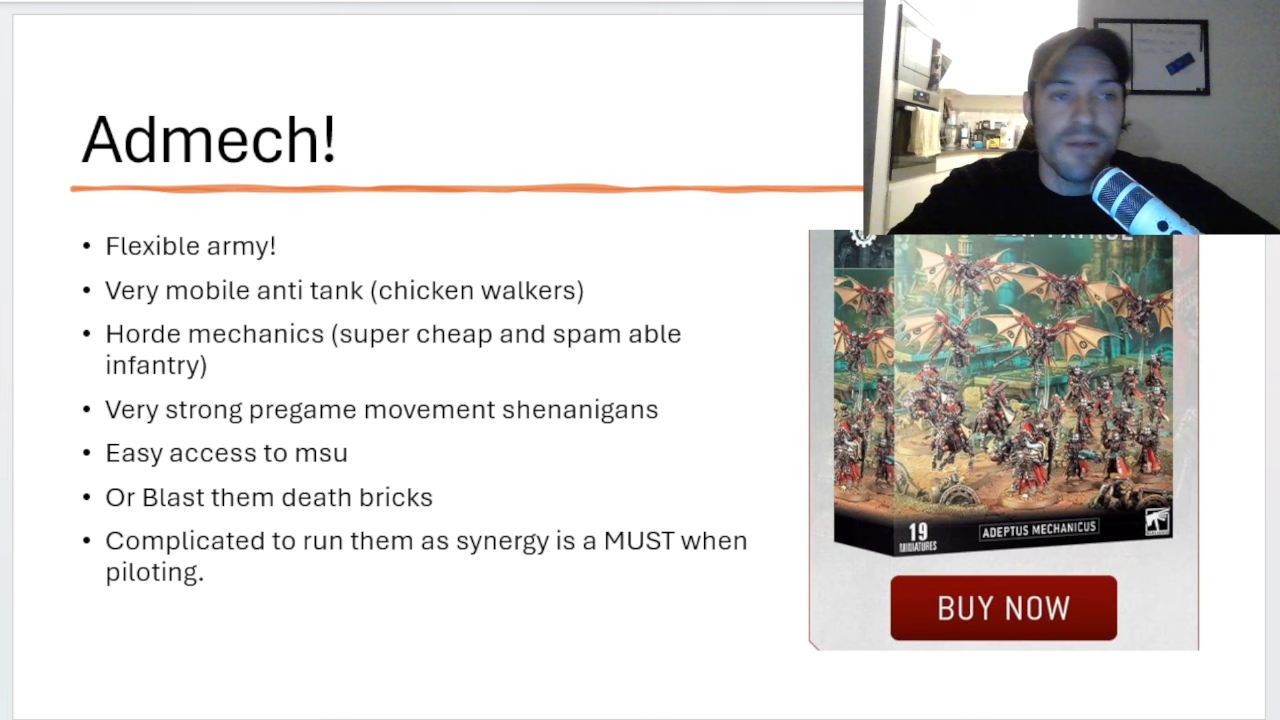 Admech!
• Flexible army!
• Very mobile anti tank (chicken walkers)
• Horde mechanics (super cheap and spam able
infantry)
• Very strong pregame movement shenanigans
• Easy access to msu
• Or Blast them death bricks
• Complicated to run them as synergy is a MUST when
piloting.
19
MINIATURES
ADEPTUS MECHANICUS
BUY NOW